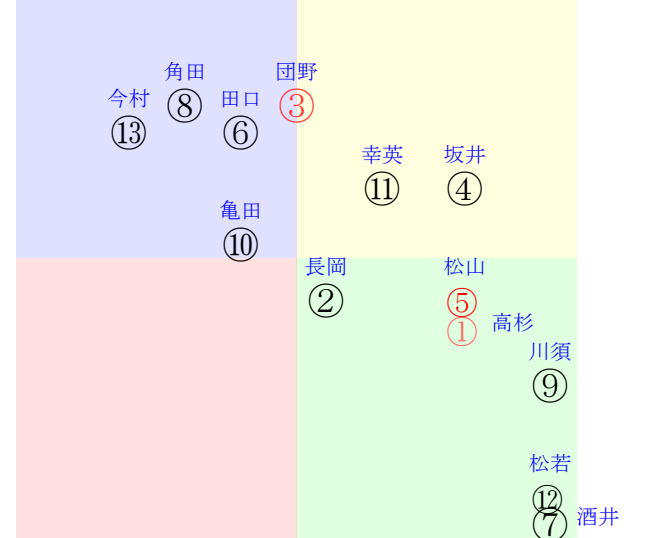 角田
団野
今村
⑧
田口
③
⑬
⑥
幸英
坂井
⑪
④
亀田
⑩
長岡
松山
②
⑤
高杉
①
川須
⑨
松若
⑫
酒井
⑦